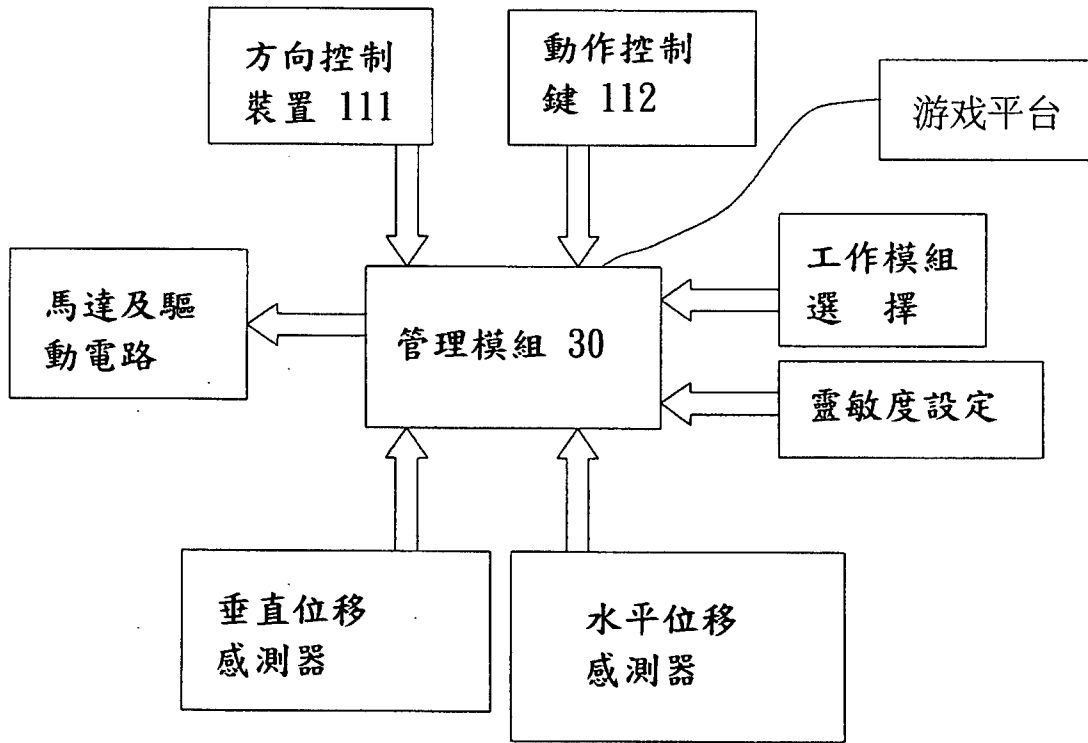 方向控制
裝置 111
動作控制
鍵 112
游戏平台
工作模組
選 擇
馬達及驅
動電路
管理模組 30
靈敏度設定
垂直位移
感測器
水平位移
感測器